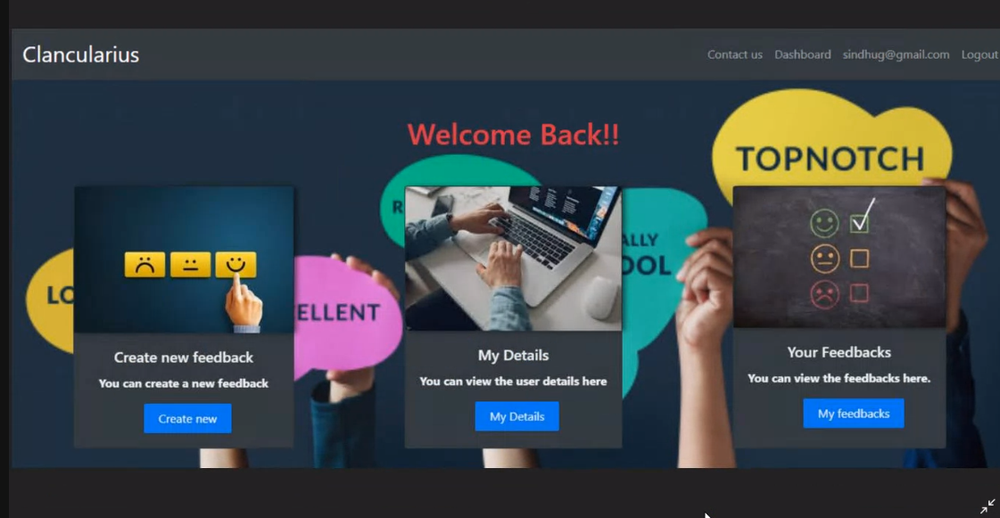 Clancularius
Contact us Dashboard sindhug@gmail.com Logout
Welcome Back!!
TOPNOTCH
R
ALLY
OOL
LO
ELLENT
Create new feedback
You can create a new feedback
Create new
My Details
You can view the user details here
My Details
Your Feedbacks
You can view the feedbacks here.
My feedbacks